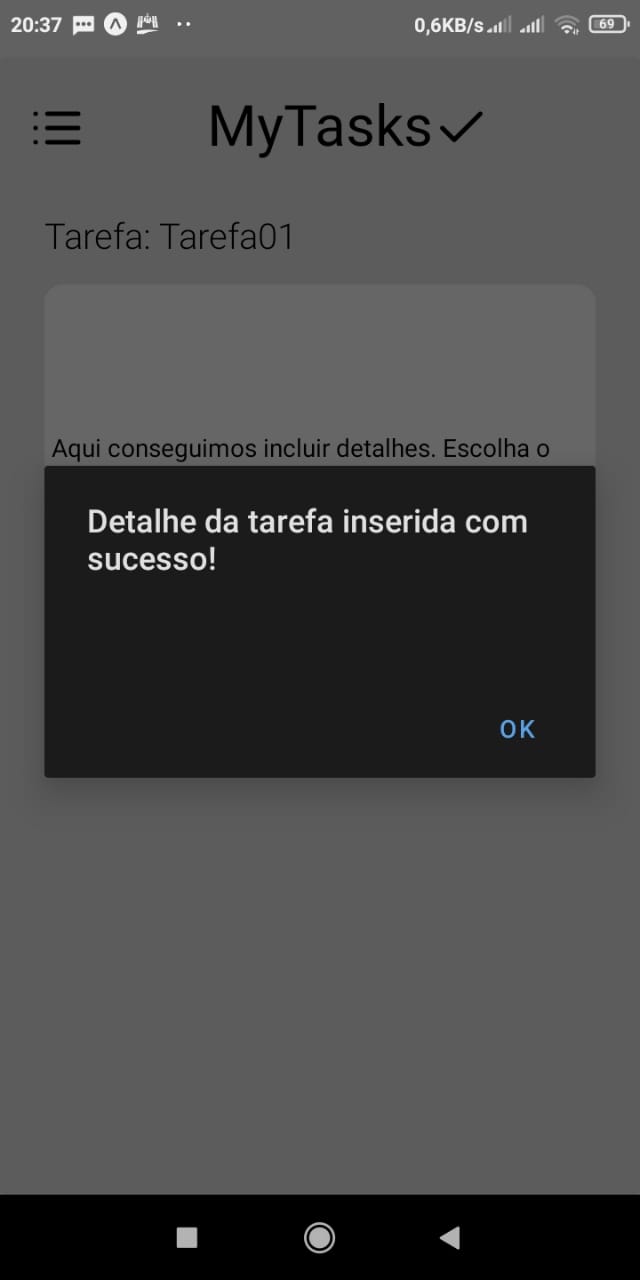 20:37
0,6KB/s
69
MyTasks
Tarefa: Tarefa01
Aqui conseguimos incluir detalhes. Escolha o
Detalhe da tarefa inserida com
sucesso!
OK